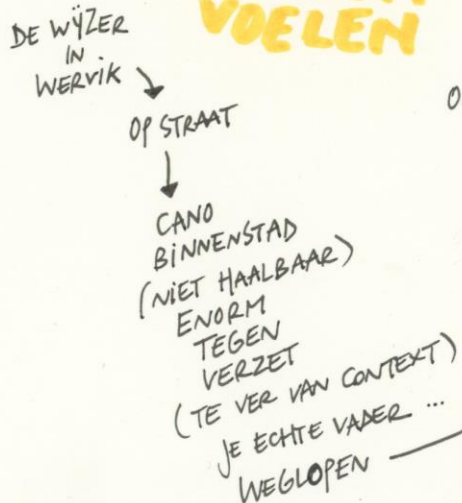 VOELEN
DE WŸZER
IN
WERVIK
OP STRAAT
CANO
BINNENSTAD
(NIET HAALBAAR)
ENORM
TEGEN
VERZET
(TE VER VAN CONTEXT)
JE ECHTE VADER ...
WEGLOPEN